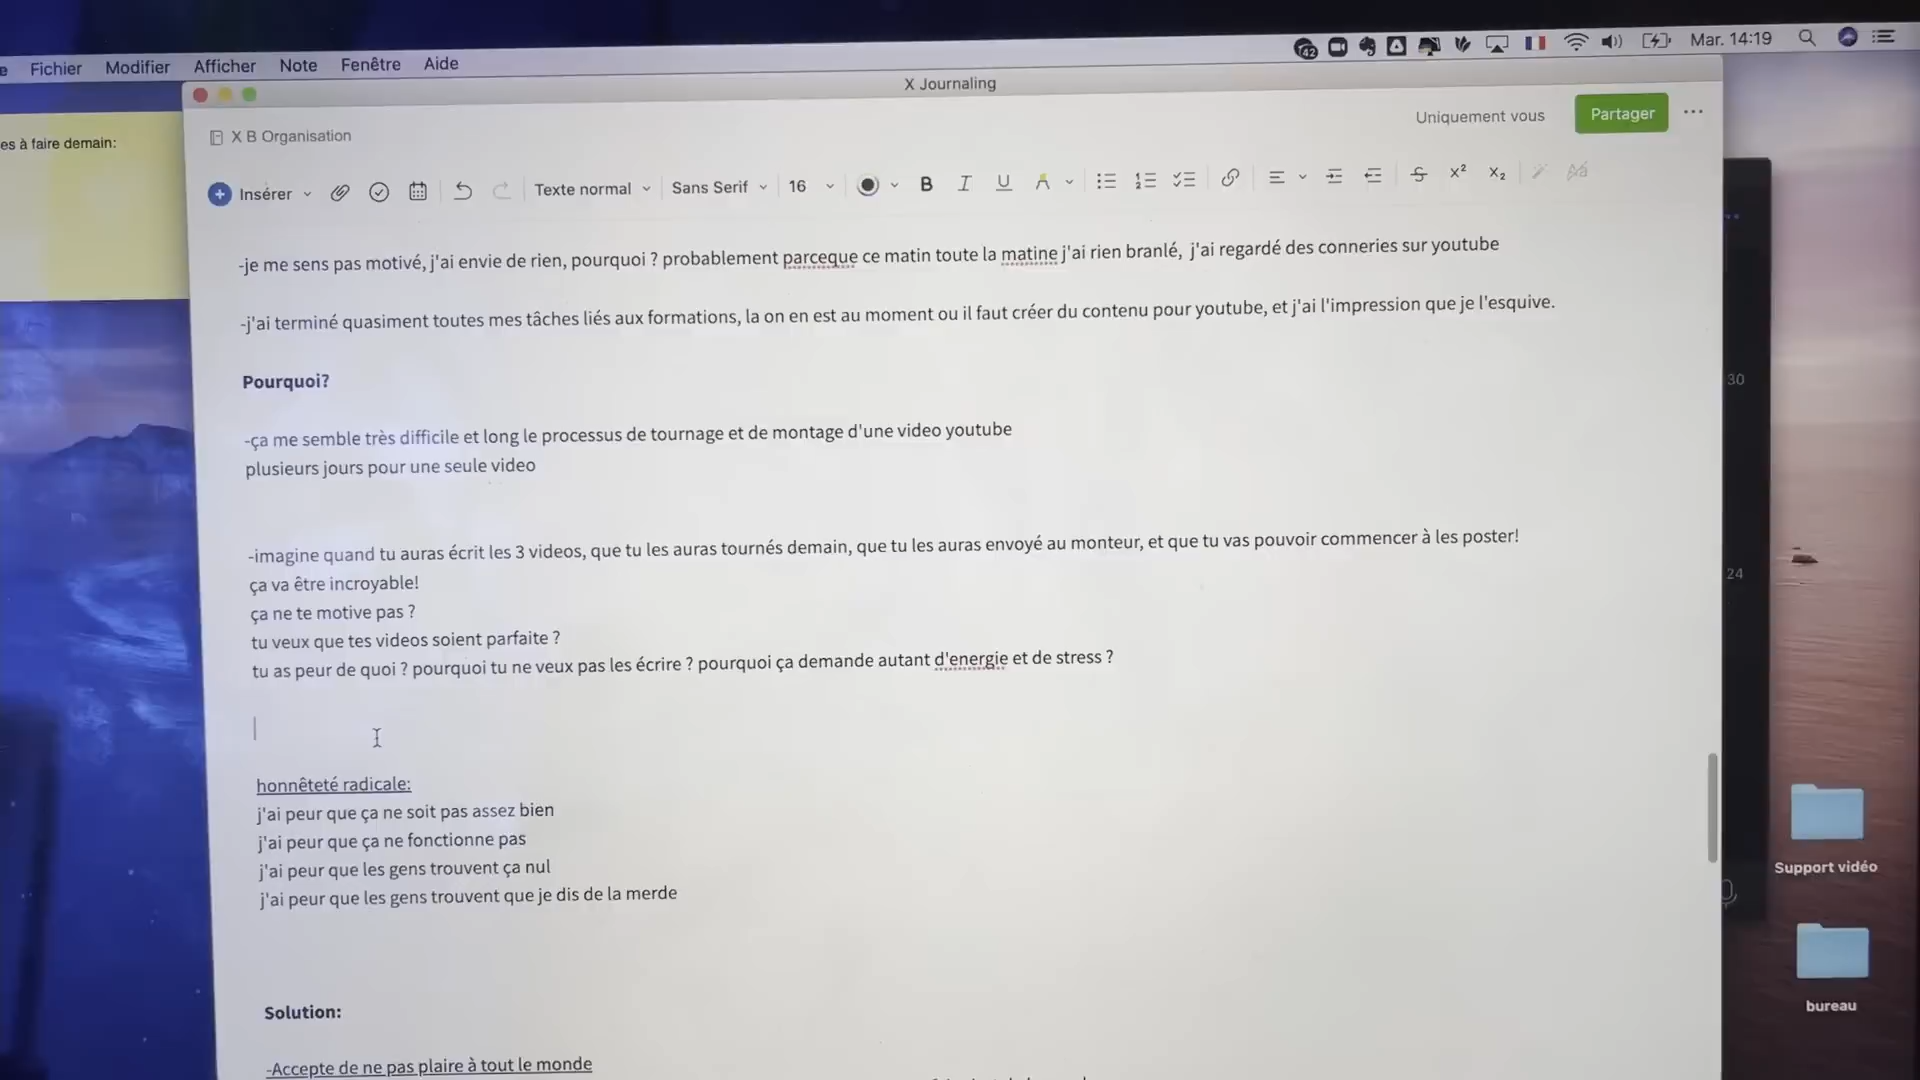 Fichier Modifier Afficher Note Fenêtre Aide
42 Mar. 14:19
X Journaling
es à faire demain:
X B Organisation
Uniquement vous Partager ...
Insérer Texte normal Sans Serif 16 B I U A X² X₂
-je me sens pas motivé, j'ai envie de rien, pourquoi ? probablement parceque ce matin toute la matine j'ai rien branlé, j'ai regardé des conneries sur youtube
-j'ai terminé quasiment toutes mes tâches liés aux formations, la on en est au moment ou il faut créer du contenu pour youtube, et j'ai l'impression que je l'esquive.
Pourquoi?
-ça me semble très difficile et long le processus de tournage et de montage d'une video youtube
plusieurs jours pour une seule video
-imagine quand tu auras écrit les 3 videos, que tu les auras tournés demain, que tu les auras envoyé au monteur, et que tu vas pouvoir commencer à les poster!
ça va être incroyable!
ça ne te motive pas ?
tu veux que tes videos soient parfaite ?
tu as peur de quoi ? pourquoi tu ne veux pas les écrire ? pourquoi ça demande autant d'energie et de stress ?
honnêteté radicale:
j'ai peur que ça ne soit pas assez bien
j'ai peur que ça ne fonctionne pas
j'ai peur que les gens trouvent ça nul
j'ai peur que les gens trouvent que je dis de la merde
Solution:
-Accepte de ne pas plaire à tout le monde
30
24
Support vidéo
bureau